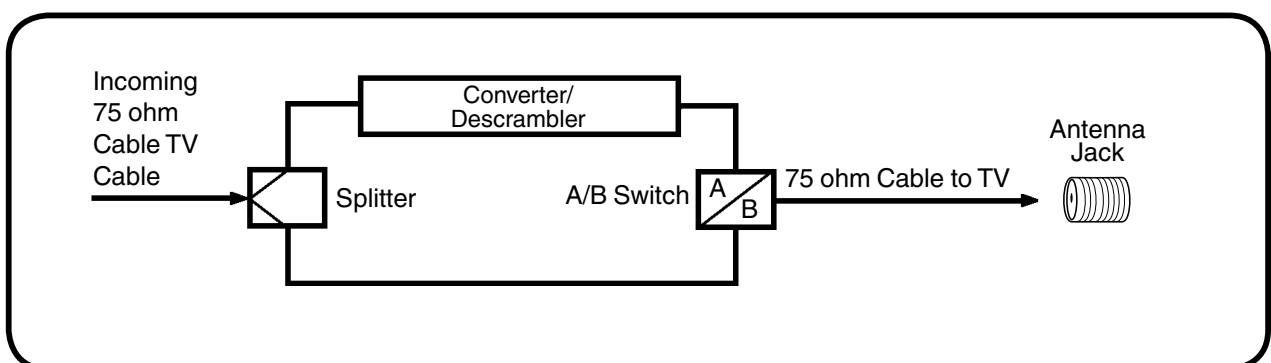 Incoming
75 ohm
Cable TV
Cable
Converter/
Descrambler
Splitter
A/B Switch
A
B
75 ohm Cable to TV
Antenna
Jack